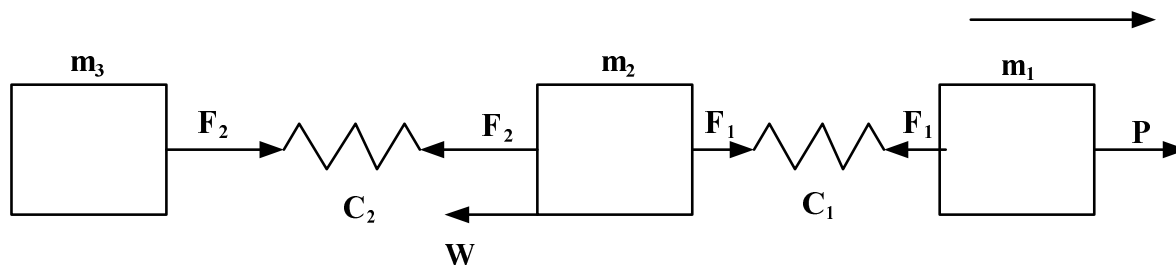 m₃ m₂ m₁
F₂ F₂ F₁ F₁ P
C₂ C₁
W